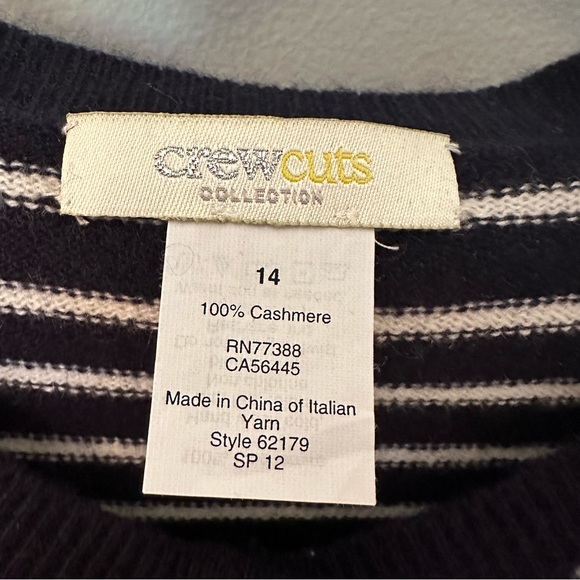 crewcuts
COLLECTION
14
100% Cashmere
RN77388
CA56445
Made in China of Italian
Yarn
Style 62179
SP 12